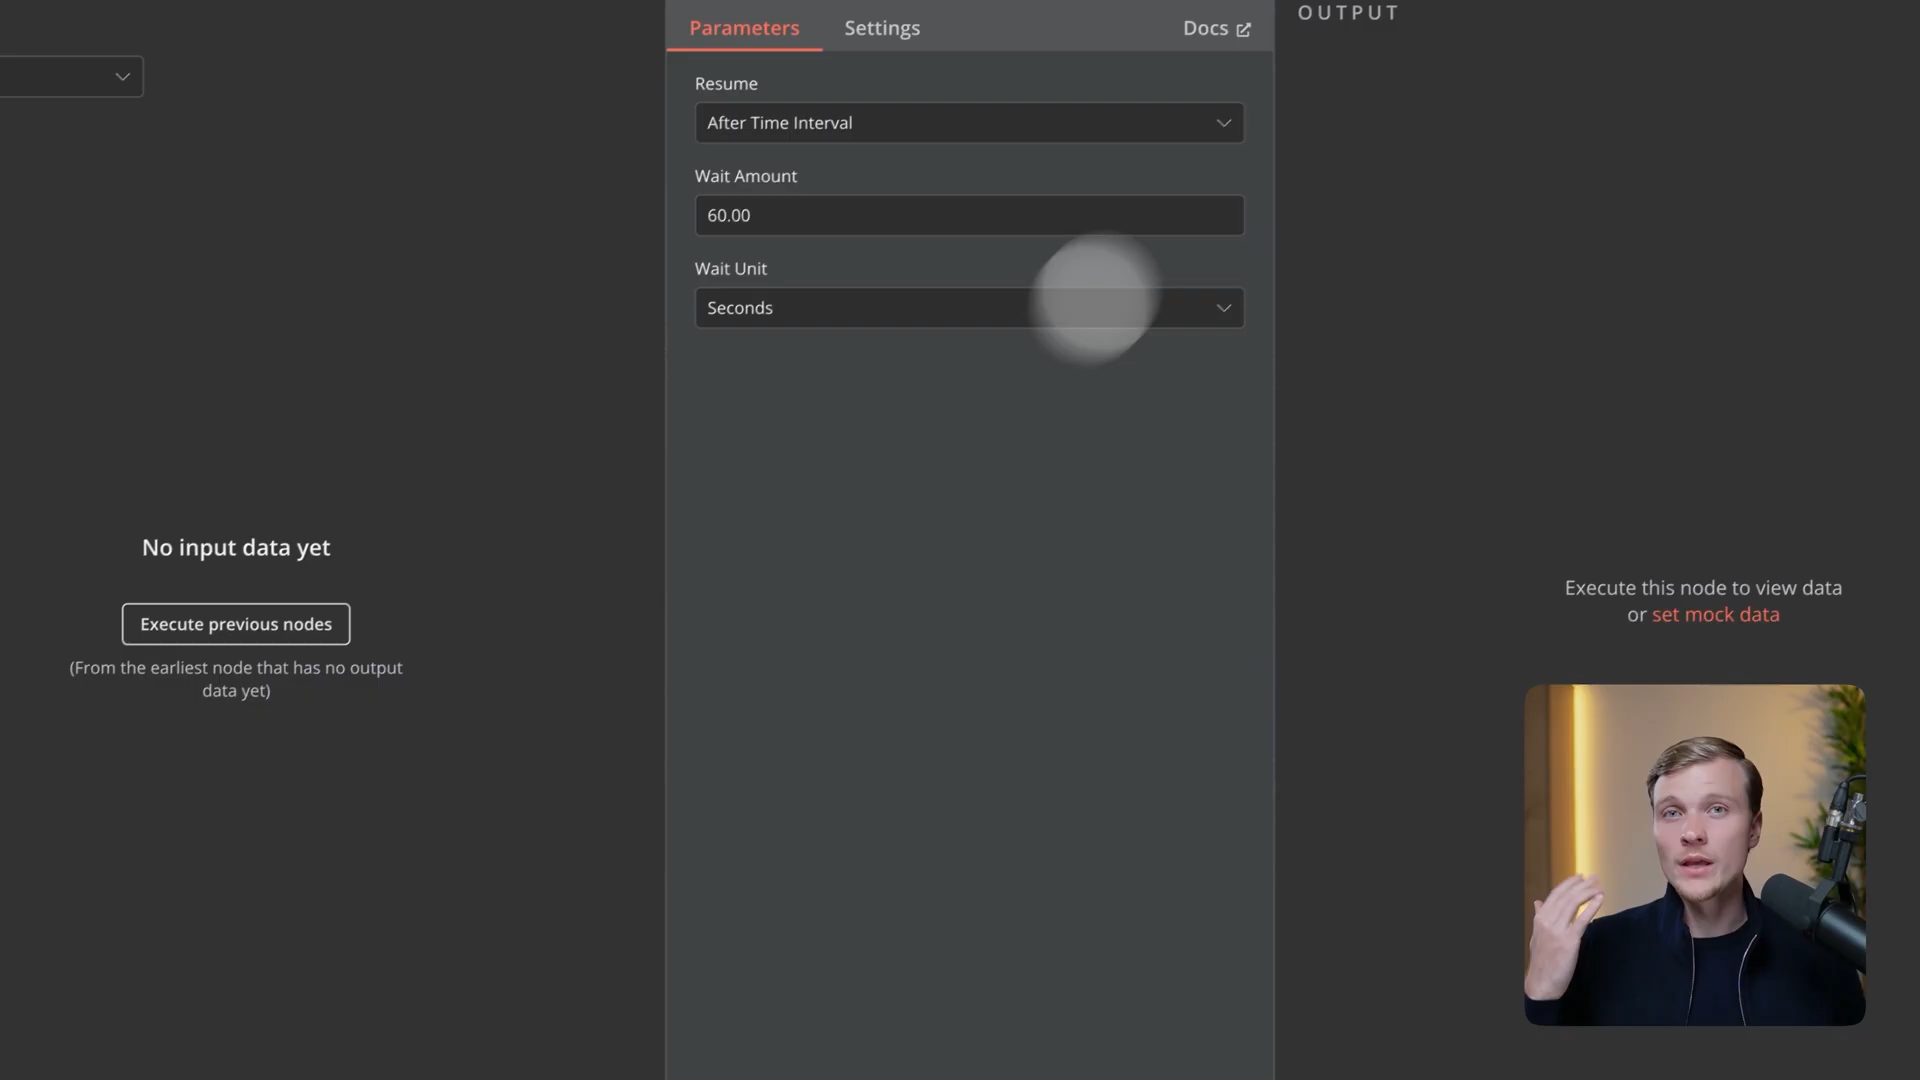 Parameters
Settings
Docs
OUTPUT
Resume
After Time Interval
Wait Amount
60.00
Wait Unit
Seconds
No input data yet
Execute previous nodes
(From the earliest node that has no output
data yet)
Execute this node to view data
or set mock data